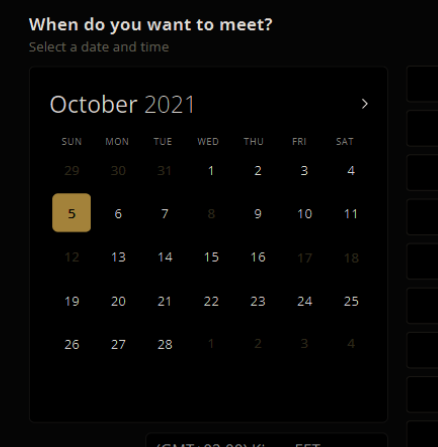 When do you want to meet?
Select a date and time
October 2021 >
SUN MON TUE WED THU FRI SAT
29 30 31 1 2 3 4
5 6 7 8 9 10 11
12 13 14 15 16 17 18
19 20 21 22 23 24 25
26 27 28 1 2 3 4